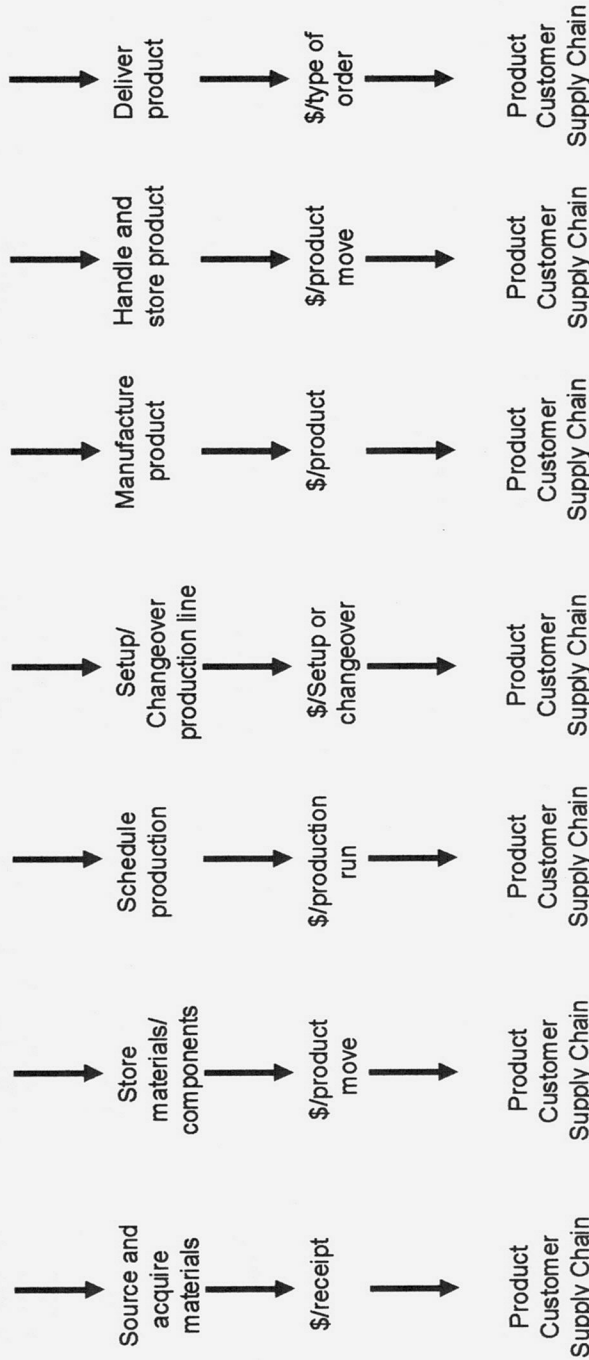 Source and
acquire
materials
Store
materials/
components
Schedule
production
Setup/
Changeover
production line
Manufacture
product
Handle and
store product
Deliver
product
$/receipt
$/product
move
$/production
run
$/Setup or
changeover
$/product
$/product
move
$/type of
order
Product
Customer
Supply Chain
Product
Customer
Supply Chain
Product
Customer
Supply Chain
Product
Customer
Supply Chain
Product
Customer
Supply Chain
Product
Customer
Supply Chain
Product
Customer
Supply Chain